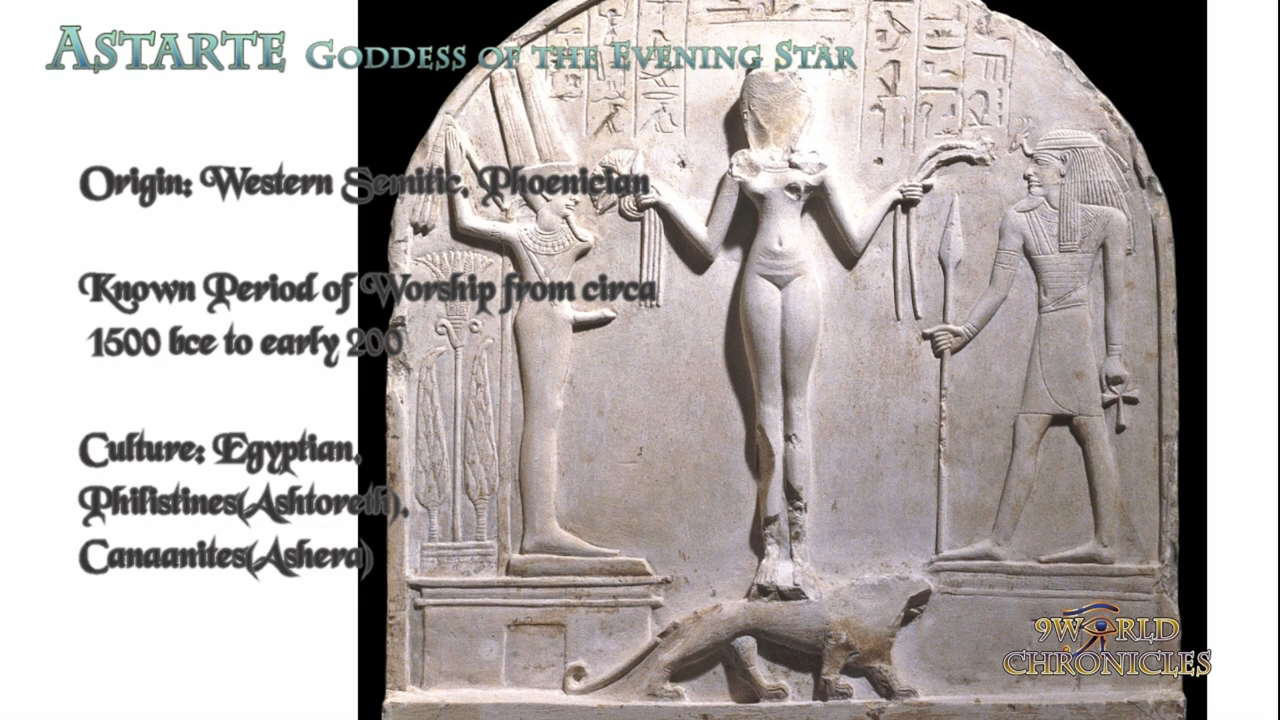 Astarte Goddess of the Evening Star
Origin: Western Semitic, Phoenician
Known Period of Worship from circa
1500 bce to early 200
Culture: Egyptian,
Philistines(Ashtoreth),
Canaanites(Ashera)
9World
Chronicles